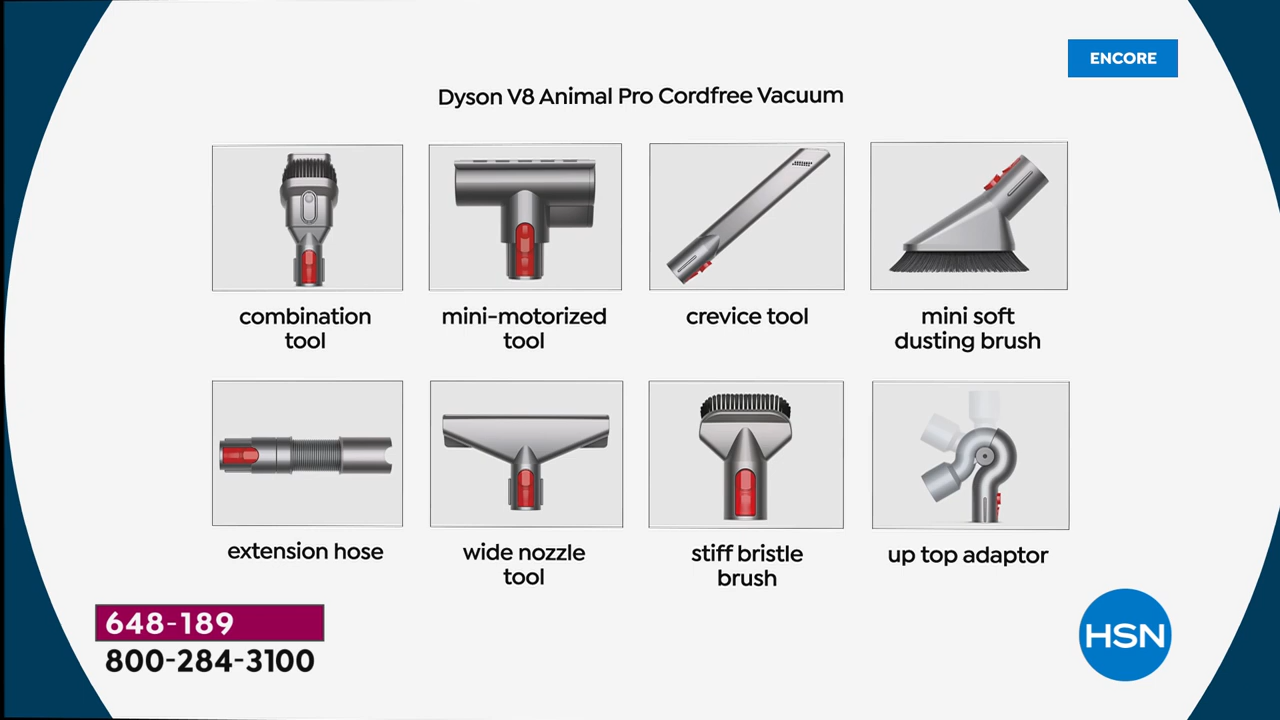 ENCORE
Dyson V8 Animal Pro Cordfree Vacuum
combination
tool
mini-motorized
tool
crevice tool
mini soft
dusting brush
extension hose
wide nozzle
tool
stiff bristle
brush
up top adaptor
648-189
800-284-3100
HSN